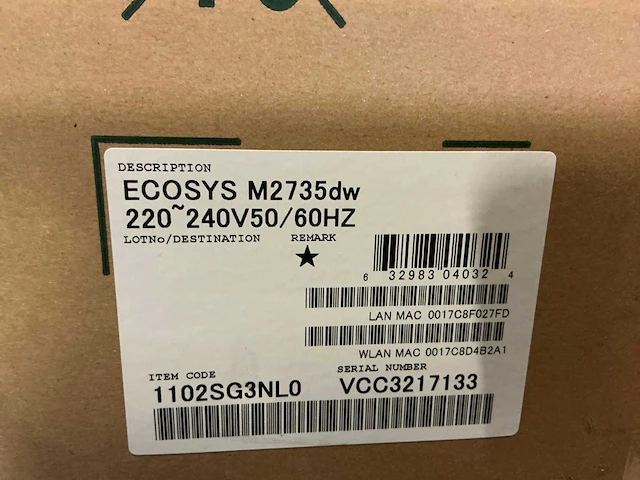 DESCRIPTION
ECOSYS M2735dw
220~240V50/60HZ
LOTNo/DESTINATION REMARK
★
6 32983 04032 4
LAN MAC 0017C8F027FD
WLAN MAC 0017C8D4B2A1
ITEM CODE SERIAL NUMBER
1102SG3NL0 VCC3217133